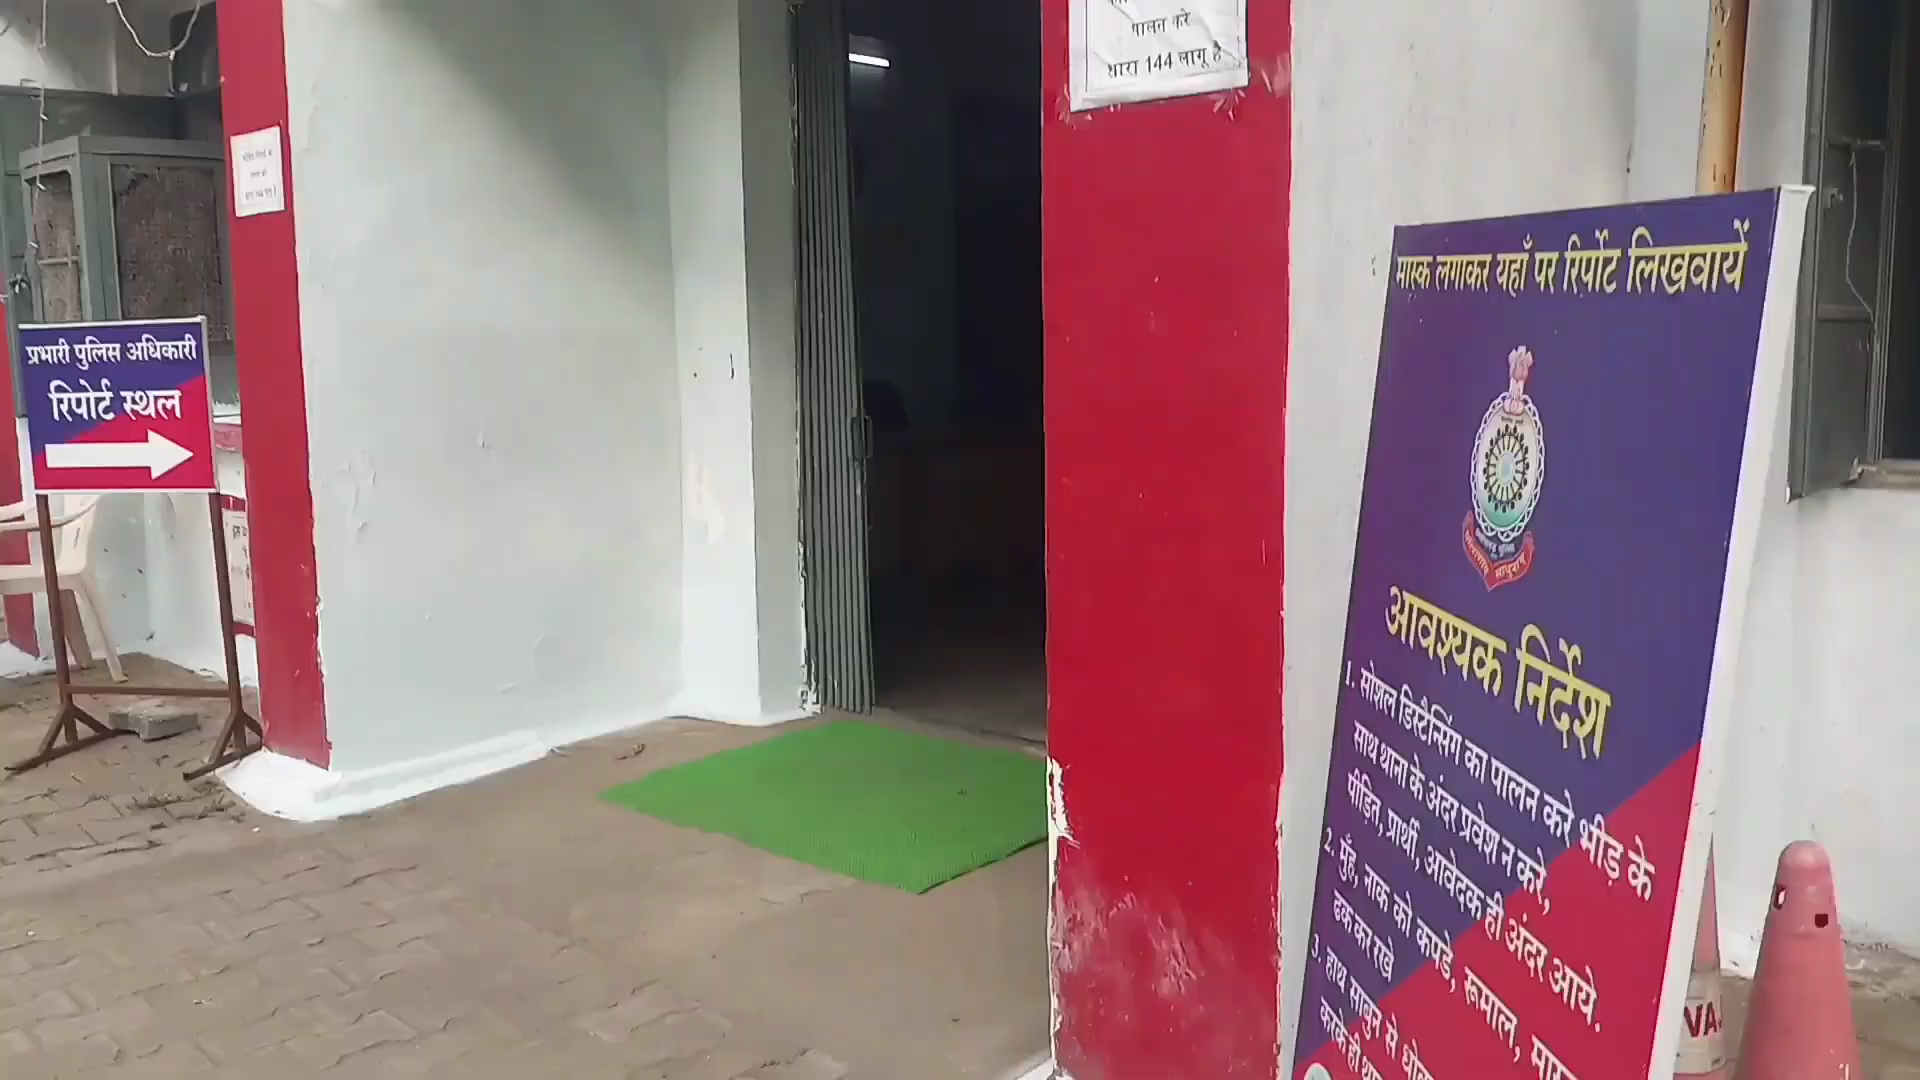 पालन करे
धारा 144 लागू है
प्रभारी पुलिस अधिकारी
रिपोर्ट स्थल
मास्क लगाकर यहाँ पर रिर्पोट लिखवायें
आवश्यक निर्देश
1. सोशल डिस्टैन्सिंग का पालन करे भीड़ के
साथ थाना के अंदर प्रवेश न करे,
पीडित, प्रार्थी, आवेदक ही अंदर आये.
2. मुँह, नाक को कपडे, रूमाल,
ढक कर रखे
3. हाथ साबुन से
करके ही